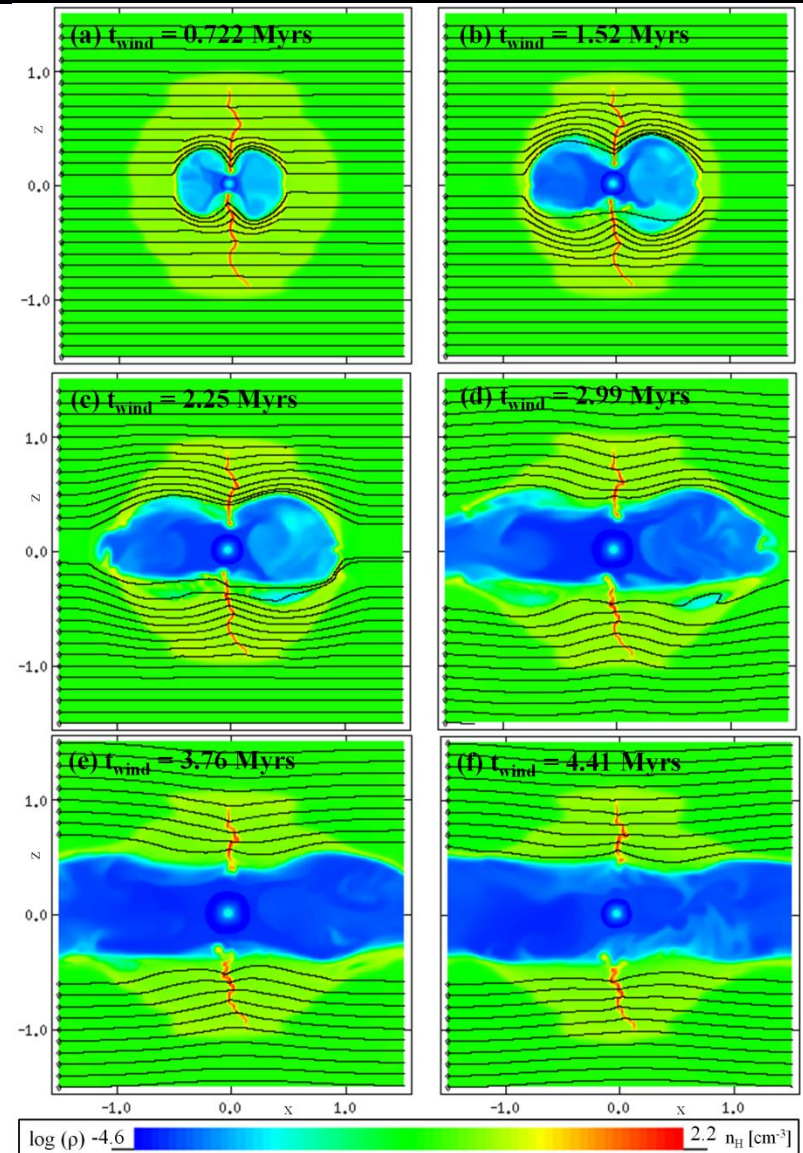 (a) t_wind = 0.722 Myrs
(b) t_wind = 1.52 Myrs
1.0
z
0.0
-1.0
(c) t_wind = 2.25 Myrs
(d) t_wind = 2.99 Myrs
1.0
z
0.0
-1.0
(e) t_wind = 3.76 Myrs
(f) t_wind = 4.41 Myrs
1.0
z
0.0
-1.0
-1.0 0.0 x 1.0 -1.0 0.0 x 1.0
log (ρ) -4.6 2.2 n_H [cm⁻³]